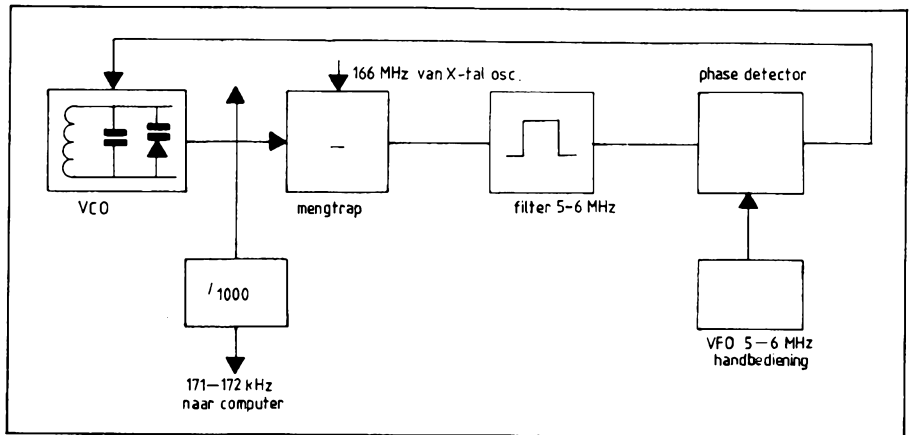 166 MHz van X-tal osc.
phase detector
VCO
-
mengtrap
filter 5-6 MHz
/1000
VFO 5-6 MHz
handbediening
171-172 kHz
naar computer